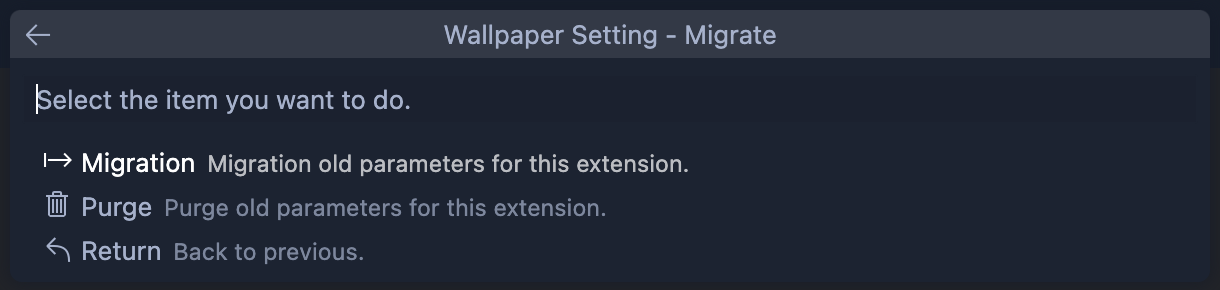 Wallpaper Setting - Migrate
Select the item you want to do.
Migration Migration old parameters for this extension.
Purge Purge old parameters for this extension.
Return Back to previous.